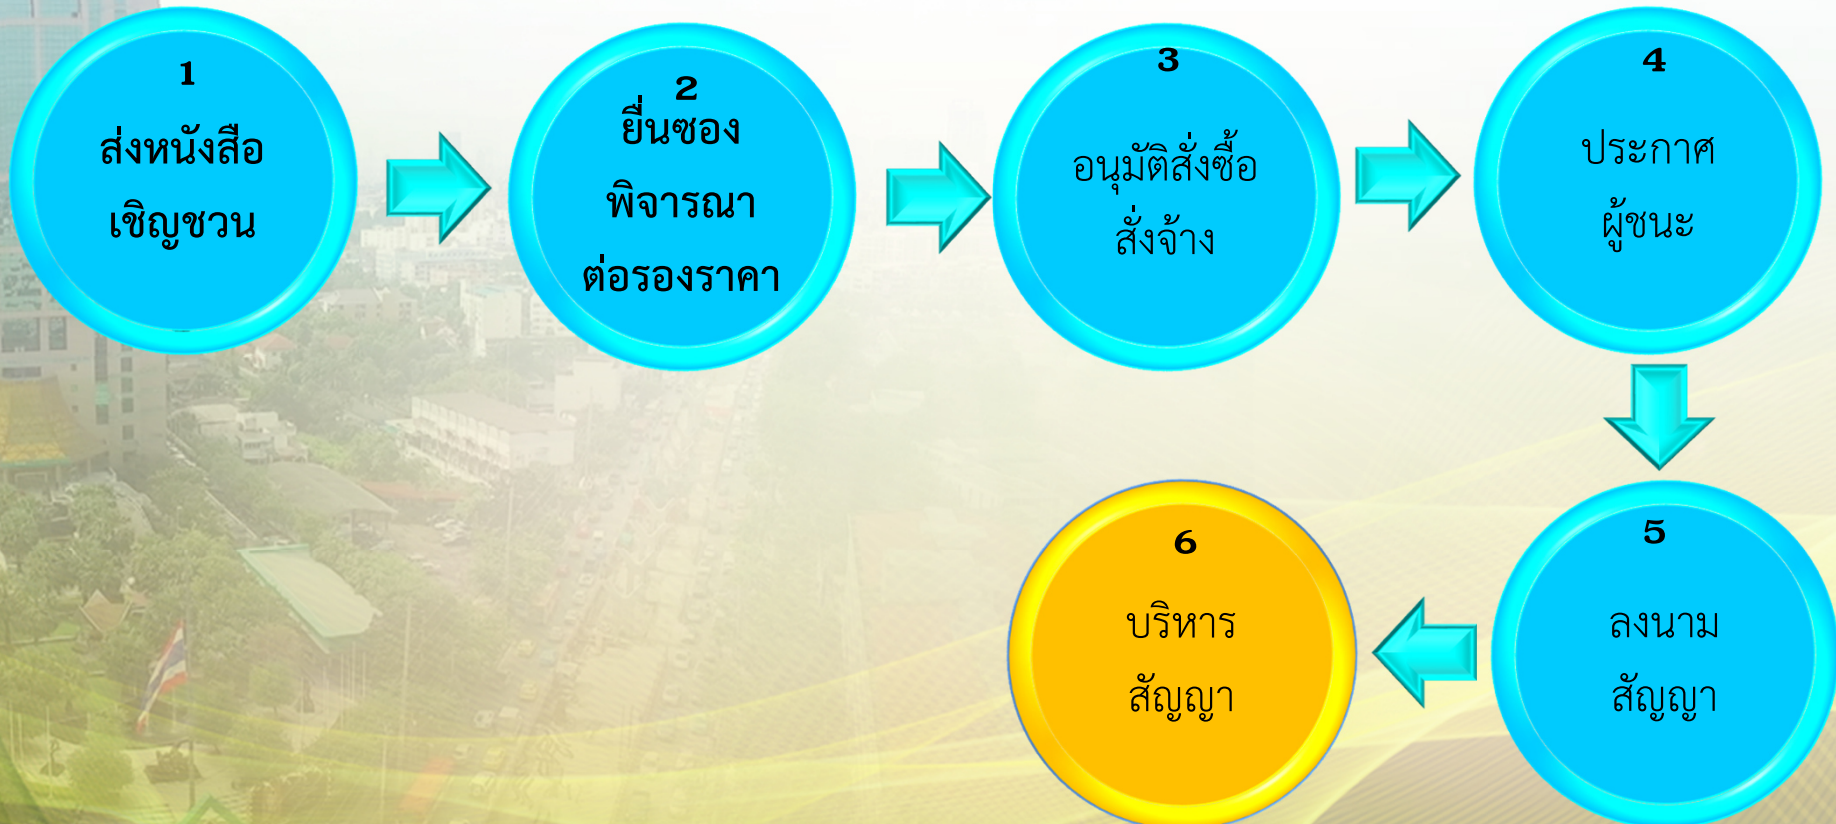 1
ส่งหนังสือ
เชิญชวน
2
ยื่นซอง
พิจารณา
ต่อรองราคา
3
อนุมัติสั่งซื้อ
สั่งจ้าง
4
ประกาศ
ผู้ชนะ
5
ลงนาม
สัญญา
6
บริหาร
สัญญา